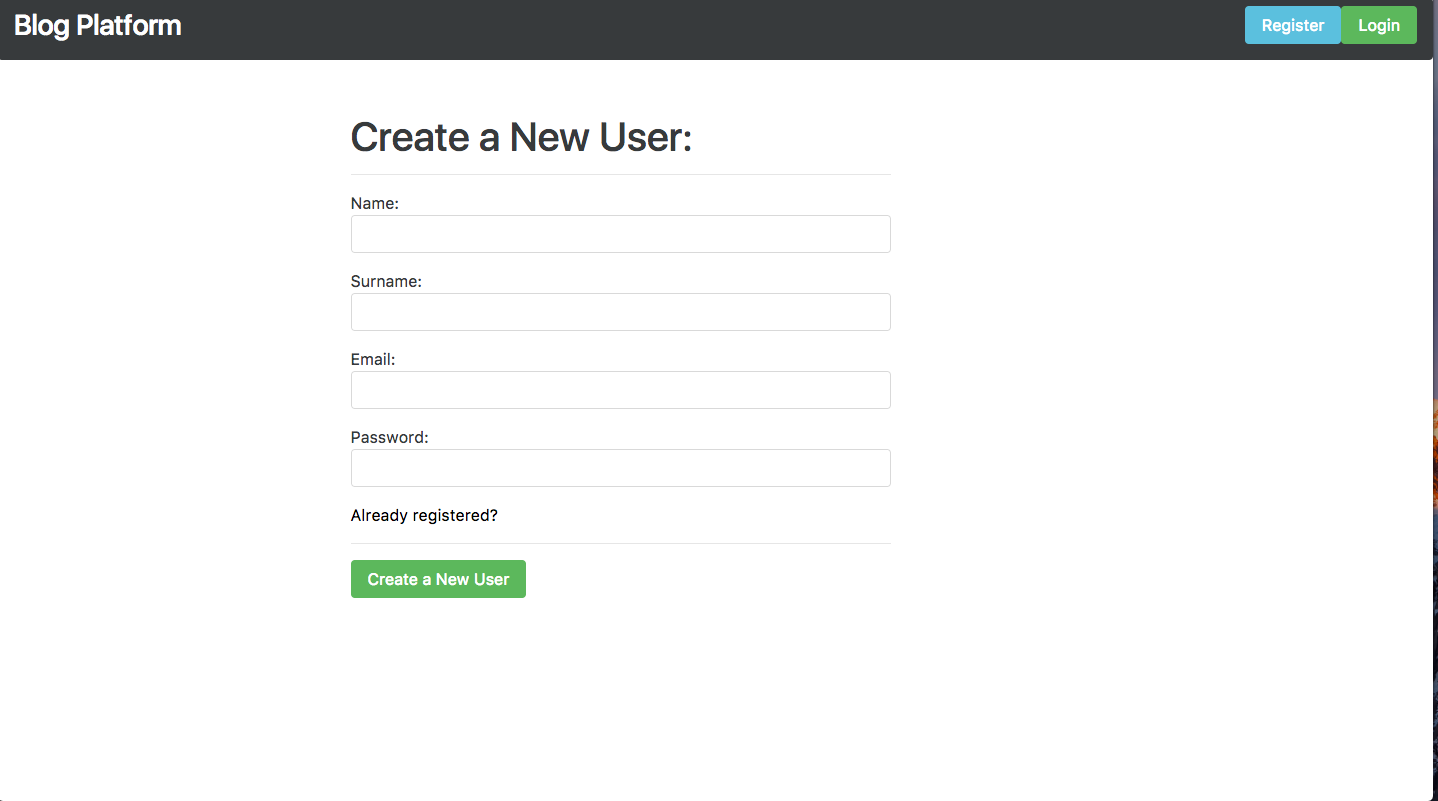 Blog Platform
Register
Login
Create a New User:
Name:
Surname:
Email:
Password:
Already registered?
Create a New User